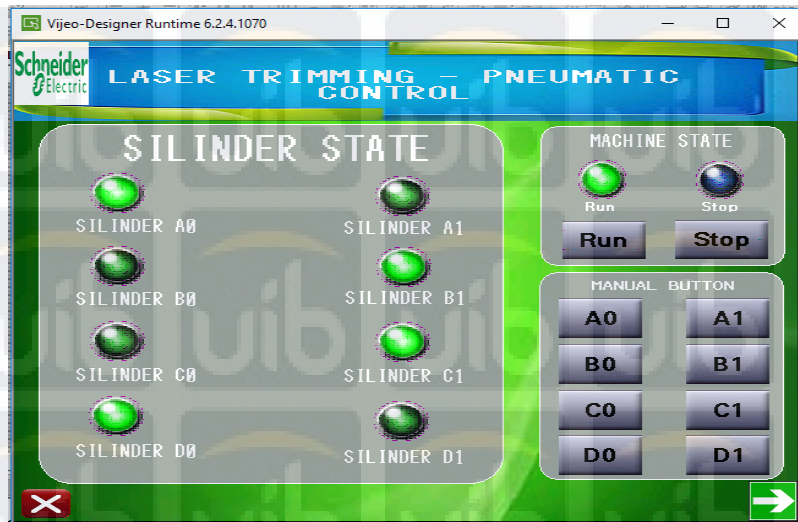 Vijeo-Designer Runtime 6.2.4.1070
Schneider
Electric
LASER TRIMMING - PNEUMATIC
CONTROL
SILINDER STATE
SILINDER A0
SILINDER A1
SILINDER B0
SILINDER B1
SILINDER C0
SILINDER C1
SILINDER D0
SILINDER D1
MACHINE STATE
Run
Stop
Run
Stop
MANUAL BUTTON
A0
A1
B0
B1
C0
C1
D0
D1
uib